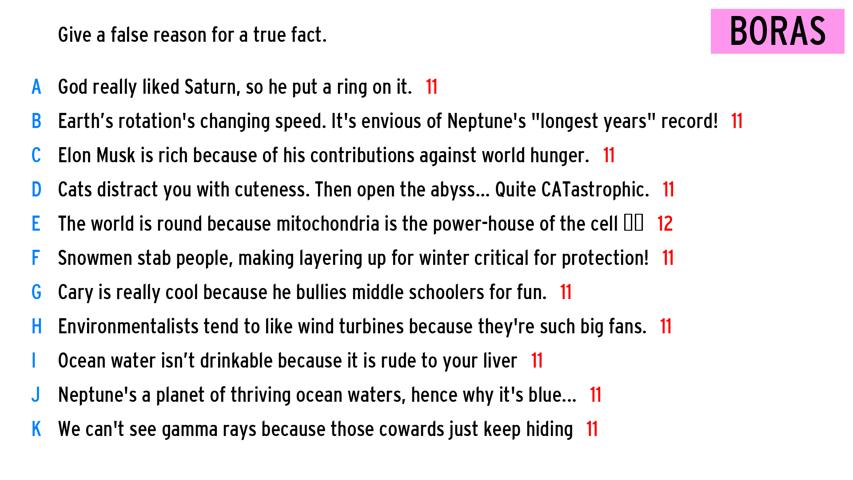 Give a false reason for a true fact.
BORAS
A God really liked Saturn, so he put a ring on it. 11
B Earth’s rotation's changing speed. It's envious of Neptune's "longest years" record! 11
C Elon Musk is rich because of his contributions against world hunger. 11
D Cats distract you with cuteness. Then open the abyss... Quite CATastrophic. 11
E The world is round because mitochondria is the power-house of the cell ▯▯ 12
F Snowmen stab people, making layering up for winter critical for protection! 11
G Cary is really cool because he bullies middle schoolers for fun. 11
H Environmentalists tend to like wind turbines because they're such big fans. 11
I Ocean water isn’t drinkable because it is rude to your liver 11
J Neptune's a planet of thriving ocean waters, hence why it's blue... 11
K We can't see gamma rays because those cowards just keep hiding 11